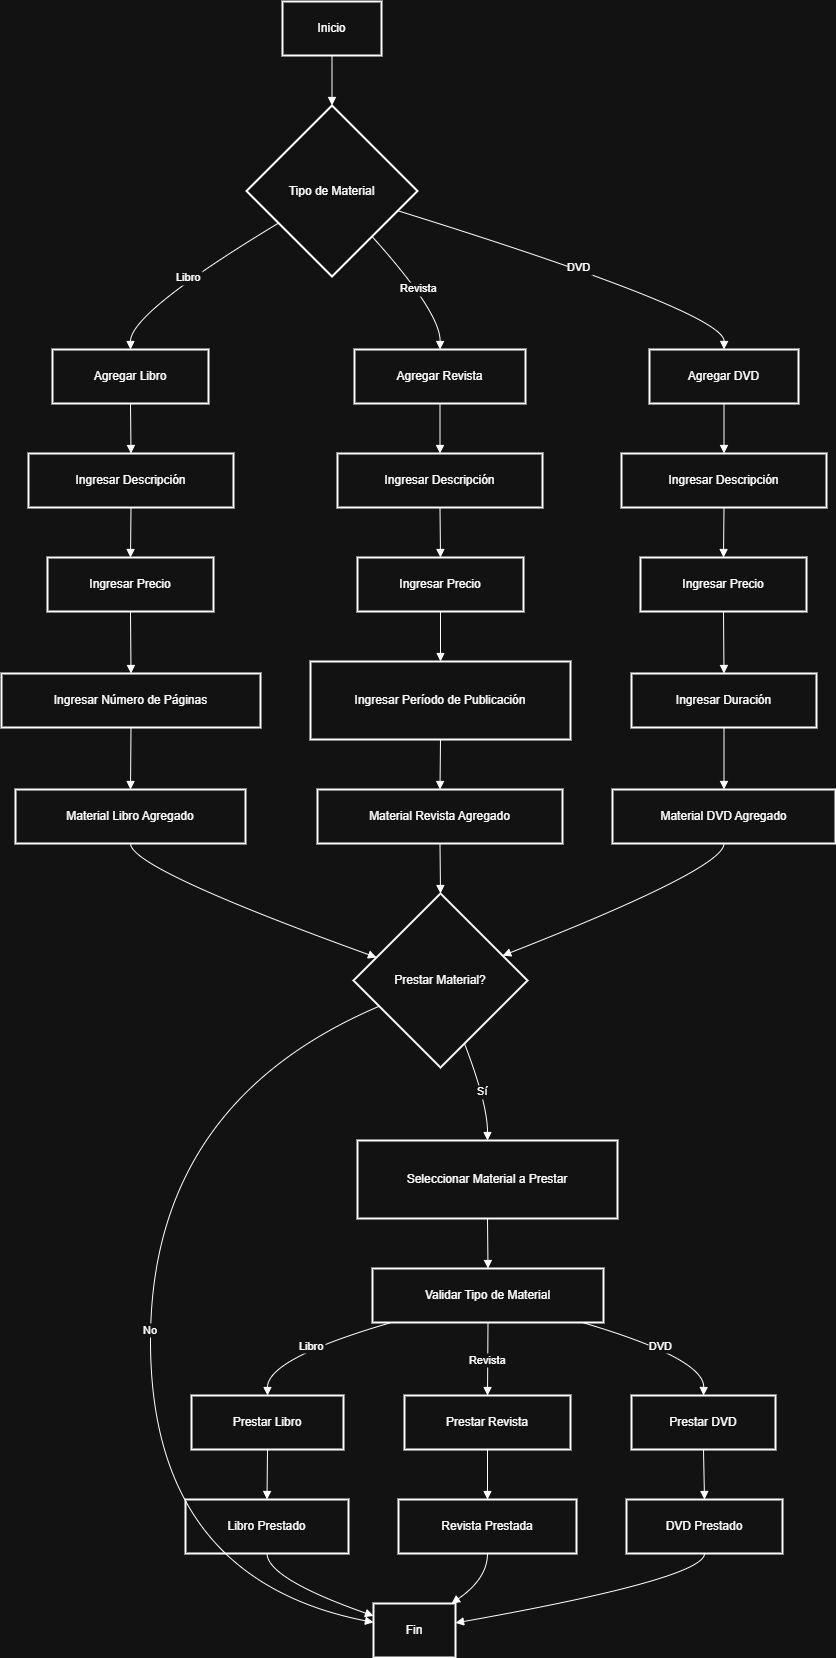 Inicio
Tipo de Material
Libro
Revista
DVD
Agregar Libro
Agregar Revista
Agregar DVD
Ingresar Descripción
Ingresar Descripción
Ingresar Descripción
Ingresar Precio
Ingresar Precio
Ingresar Precio
Ingresar Número de Páginas
Ingresar Período de Publicación
Ingresar Duración
Material Libro Agregado
Material Revista Agregado
Material DVD Agregado
Prestar Material?
Sí
Seleccionar Material a Prestar
Validar Tipo de Material
No
Libro
Revista
DVD
Prestar Libro
Prestar Revista
Prestar DVD
Libro Prestado
Revista Prestada
DVD Prestado
Fin